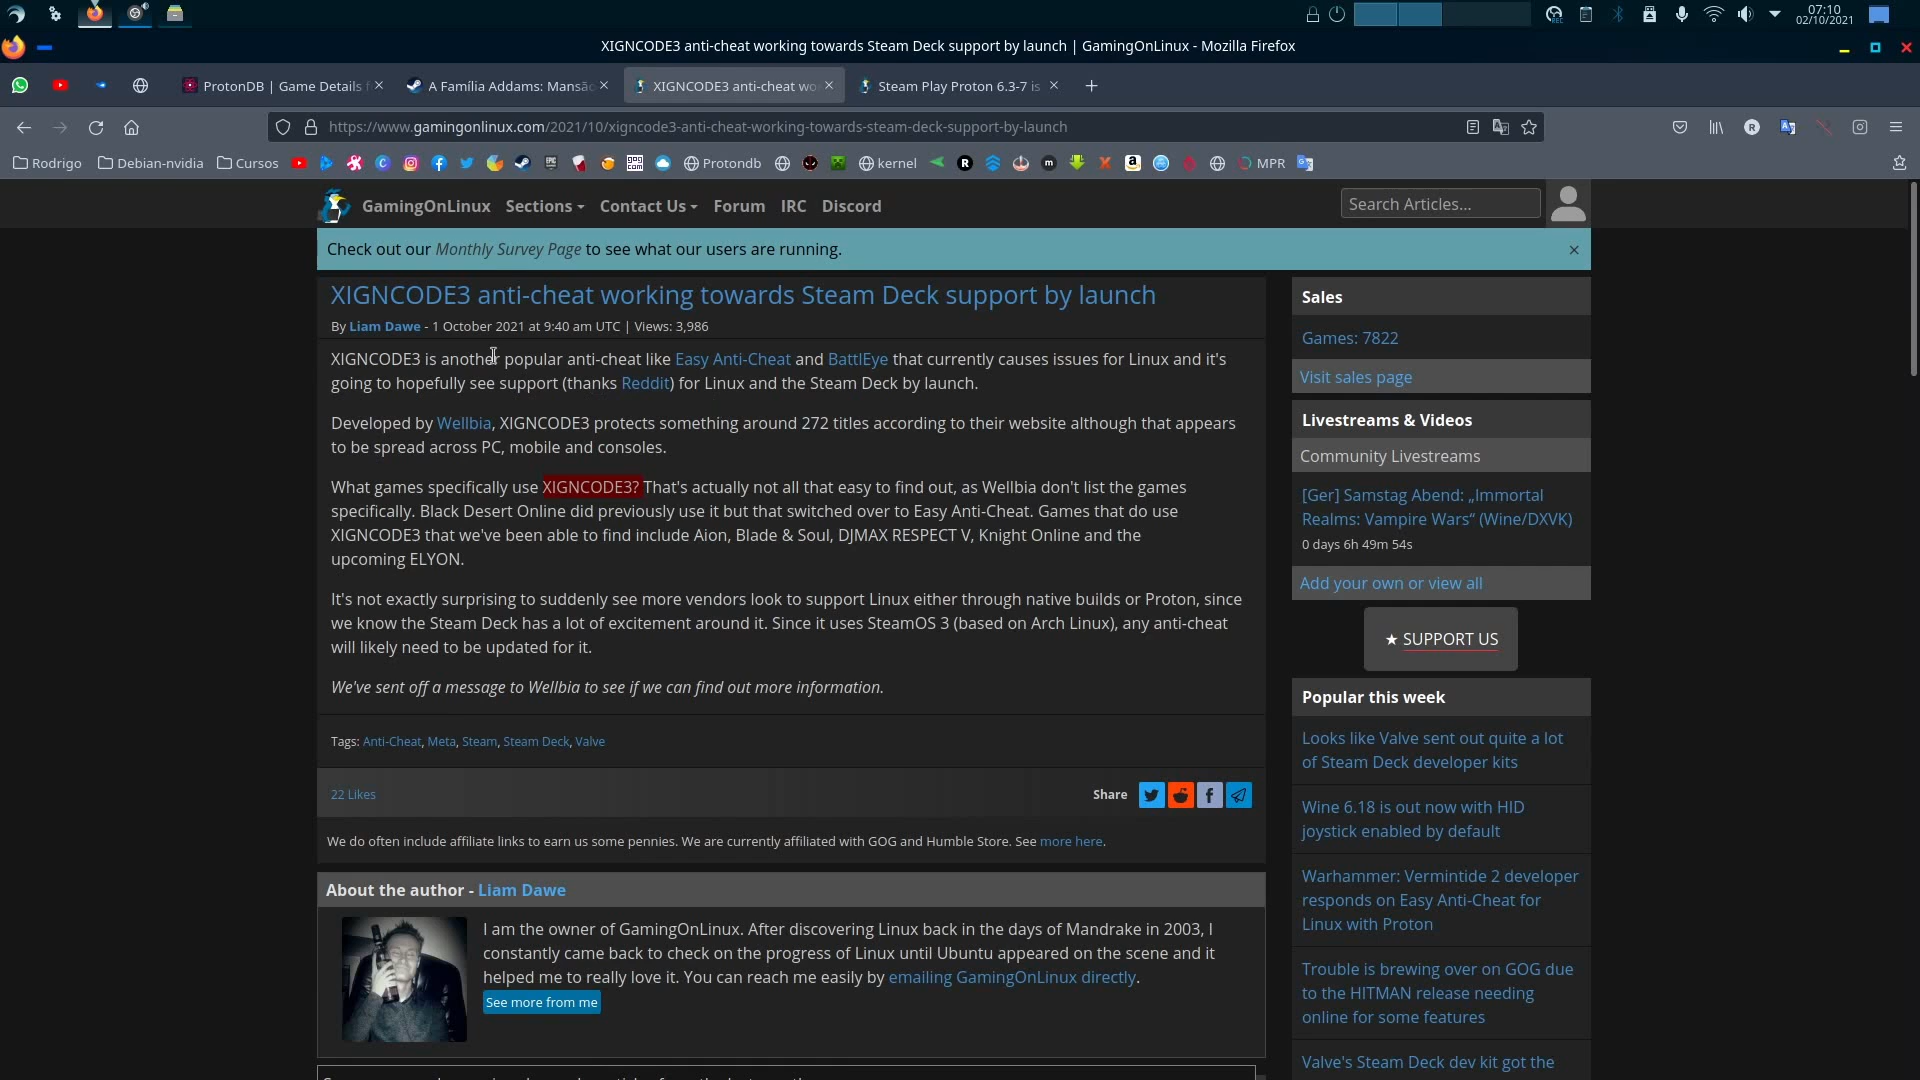 07:10
02/10/2021
XIGNCODE3 anti-cheat working towards Steam Deck support by launch | GamingOnLinux - Mozilla Firefox
ProtonDB | Game Details f
A Família Addams: Mansão
XIGNCODE3 anti-cheat wo
Steam Play Proton 6.3-7 is
https://www.gamingonlinux.com/2021/10/xigncode3-anti-cheat-working-towards-steam-deck-support-by-launch
Rodrigo
Debian-nvidia
Cursos
Protondb
kernel
MPR
GamingOnLinux
Sections
Contact Us
Forum
IRC
Discord
Search Articles...
Check out our Monthly Survey Page to see what our users are running.
XIGNCODE3 anti-cheat working towards Steam Deck support by launch
By Liam Dawe - 1 October 2021 at 9:40 am UTC | Views: 3,986
XIGNCODE3 is another popular anti-cheat like Easy Anti-Cheat and BattlEye that currently causes issues for Linux and it's
going to hopefully see support (thanks Reddit) for Linux and the Steam Deck by launch.
Developed by Wellbia, XIGNCODE3 protects something around 272 titles according to their website although that appears
to be spread across PC, mobile and consoles.
What games specifically use XIGNCODE3? That's actually not all that easy to find out, as Wellbia don't list the games
specifically. Black Desert Online did previously use it but that switched over to Easy Anti-Cheat. Games that do use
XIGNCODE3 that we've been able to find include Aion, Blade & Soul, DJMAX RESPECT V, Knight Online and the
upcoming ELYON.
It's not exactly surprising to suddenly see more vendors look to support Linux either through native builds or Proton, since
we know the Steam Deck has a lot of excitement around it. Since it uses SteamOS 3 (based on Arch Linux), any anti-cheat
will likely need to be updated for it.
We've sent off a message to Wellbia to see if we can find out more information.
Tags: Anti-Cheat, Meta, Steam, Steam Deck, Valve
22 Likes
Share
We do often include affiliate links to earn us some pennies. We are currently affiliated with GOG and Humble Store. See more here.
About the author - Liam Dawe
I am the owner of GamingOnLinux. After discovering Linux back in the days of Mandrake in 2003, I
constantly came back to check on the progress of Linux until Ubuntu appeared on the scene and it
helped me to really love it. You can reach me easily by emailing GamingOnLinux directly.
See more from me
Sales
Games: 7822
Visit sales page
Livestreams & Videos
Community Livestreams
[Ger] Samstag Abend: „Immortal
Realms: Vampire Wars“ (Wine/DXVK)
0 days 6h 49m 54s
Add your own or view all
★ SUPPORT US
Popular this week
Looks like Valve sent out quite a lot
of Steam Deck developer kits
Wine 6.18 is out now with HID
joystick enabled by default
Warhammer: Vermintide 2 developer
responds on Easy Anti-Cheat for
Linux with Proton
Trouble is brewing over on GOG due
to the HITMAN release needing
online for some features
Valve's Steam Deck dev kit got the